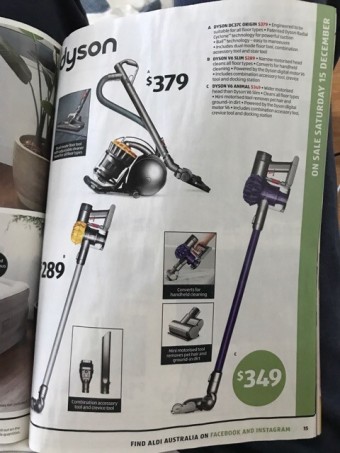 dyson
A. DYSON DC37C ORIGIN $379 • Engineered to be
suitable for all floor types • Patented Dyson Radial
Cyclone™ technology for powerful suction
• Ball™ technology – easy to manoeuvre
• Includes dual-mode floor tool, combination
accessory tool and stair tool
B. DYSON V6 SLIM $289 • Narrow motorised head
cleans all floor types • Converts for handheld
cleaning • Powered by the Dyson digital motor V6
• Includes combination accessory tool, crevice
tool and docking station
C. DYSON V6 ANIMAL $349 • Wider motorised
head than Dyson V6 Slim • Cleans all floor types
• Mini motorised tool removes pet hair and
ground-in dirt • Powered by the Dyson digital
motor V6 • Includes combination accessory tool,
crevice tool and docking station
ON SALE SATURDAY 15 DECEMBER
A
$379
B
289
Converts for
handheld cleaning
Mini motorised tool
removes pet hair and
ground-in dirt
Combination accessory
tool and crevice tool
C
$349
FIND ALDI AUSTRALIA ON FACEBOOK AND INSTAGRAM